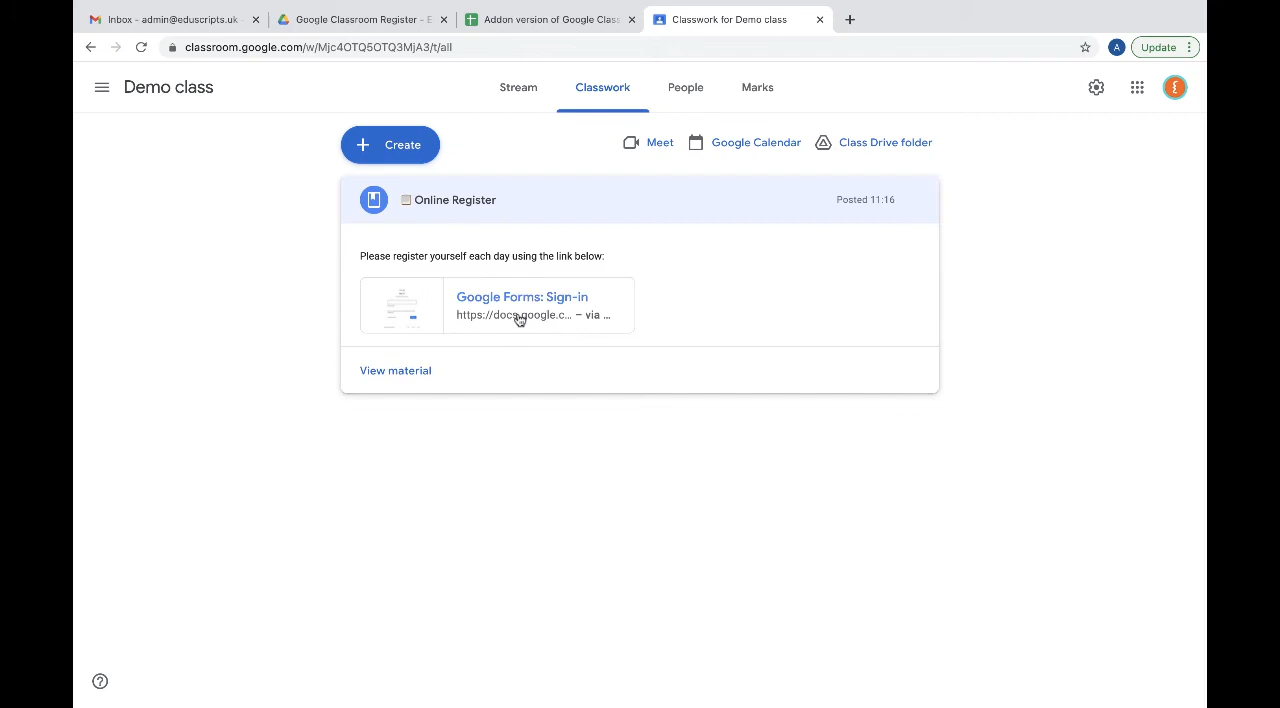 Inbox - admin@eduscripts.uk
Google Classroom Register - E
Addon version of Google Clas
Classwork for Demo class
classroom.google.com/w/Mjc4OTQ5OTQ3MjA3/t/all
A
Update
Demo class
Stream
Classwork
People
Marks
Create
Meet
Google Calendar
Class Drive folder
Online Register
Posted 11:16
Please register yourself each day using the link below:
Google Forms: Sign-in
https://docs.google.c... – via ...
View material